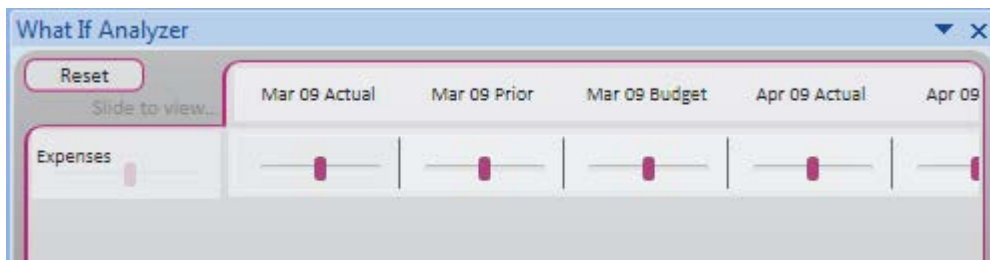 What If Analyzer
Reset
Slide to view...
Mar 09 Actual Mar 09 Prior Mar 09 Budget Apr 09 Actual Apr 09
Expenses